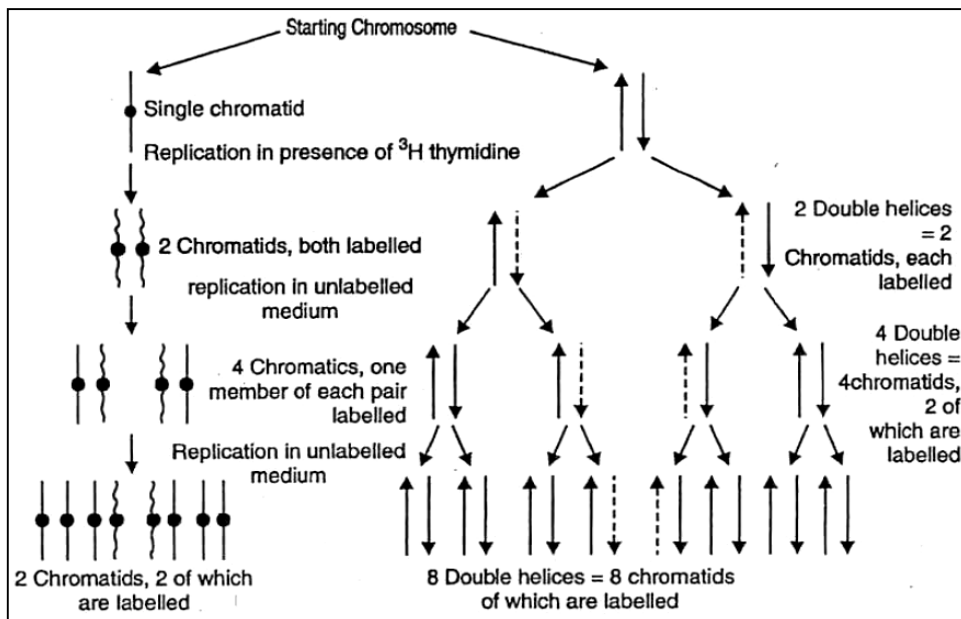 Starting Chromosome
Single chromatid
Replication in presence of ³H thymidine
2 Chromatids, both labelled
replication in unlabelled
medium
4 Chromatics, one
member of each pair
labelled
Replication in unlabelled
medium
2 Chromatids, 2 of which
are labelled
2 Double helices
= 2
Chromatids, each
labelled
4 Double
helices =
4chromatids,
2 of
which are
labelled
8 Double helices = 8 chromatids
of which are labelled